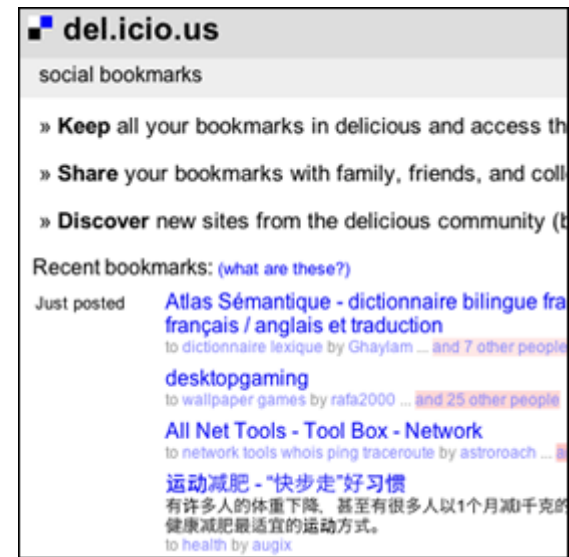 del.icio.us
social bookmarks
» Keep all your bookmarks in delicious and access th
» Share your bookmarks with family, friends, and coll
» Discover new sites from the delicious community (b
Recent bookmarks: (what are these?)
Just posted
Atlas Sémantique - dictionnaire bilingue fra
français / anglais et traduction
to dictionnaire lexique by Ghaylam ... and 7 other people
desktopgaming
to wallpaper games by rafa2000 ... and 25 other people
All Net Tools - Tool Box - Network
to network tools whois ping traceroute by astroroach ... a
运动减肥 - “快步走”好习惯
有许多人的体重下降，甚至有很多人以1个月减千克的
健康减肥最适宜的运动方式。
to health by augix